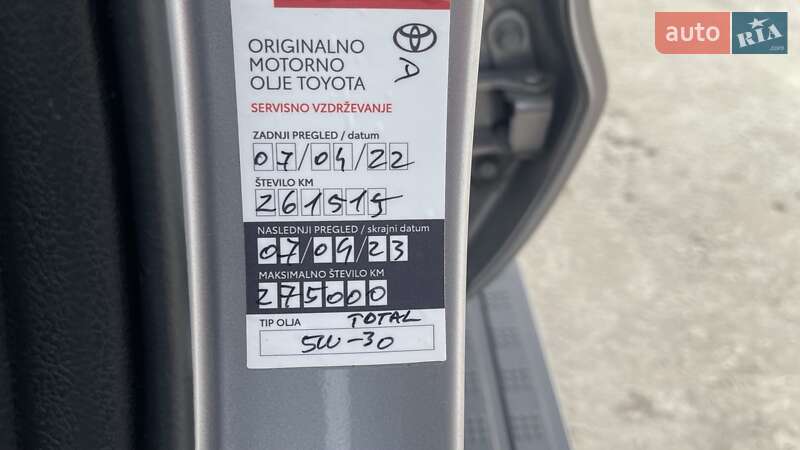 auto RIA
.com
ORIGINALNO
MOTORNO
OLJE TOYOTA
A
SERVISNO VZDRŽEVANJE
ZADNJI PREGLED / datum
07/04/22
ŠTEVILO KM
261515
NASLEDNJI PREGLED / skrajni datum
07/04/23
MAKSIMALNO ŠTEVILO KM
275000
TIP OLJA TOTAL
5W-30